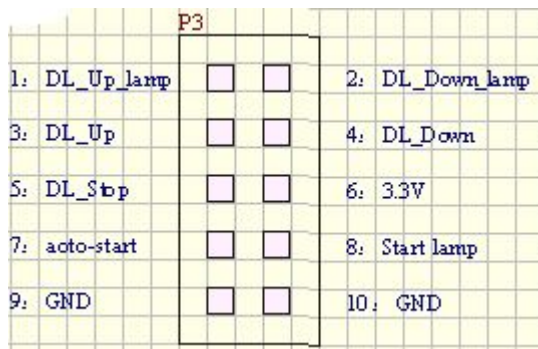 P3
1: DL_Up_lamp 2: DL_Down_lamp
3: DL_Up 4: DL_Down
5: DL_Stop 6: 3.3V
7: aoto-start 8: Start lamp
9: GND 10: GND